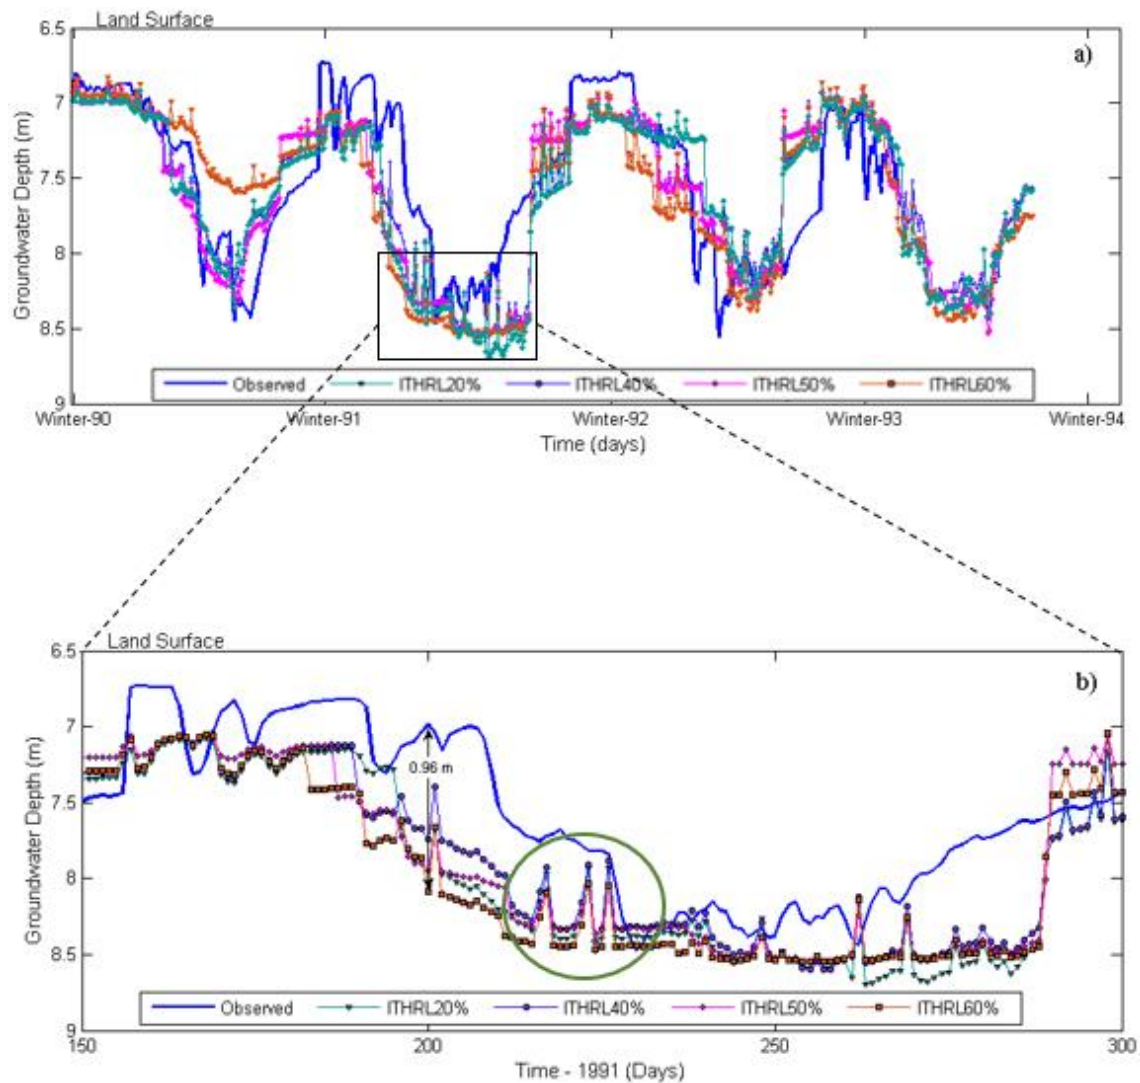 6.5
Land Surface
a)
7
7.5
8
8.5
9
Groundwater Depth (m)
Observed ITHRL20% ITHRL40% ITHRL50% ITHRL60%
Winter-90 Winter-91 Winter-92 Winter-93 Winter-94
Time (days)
6.5
Land Surface
b)
7
0.96 m
7.5
8
8.5
9
Groundwater Depth (m)
Observed ITHRL20% ITHRL40% ITHRL50% ITHRL60%
150 200 250 300
Time - 1991 (Days)